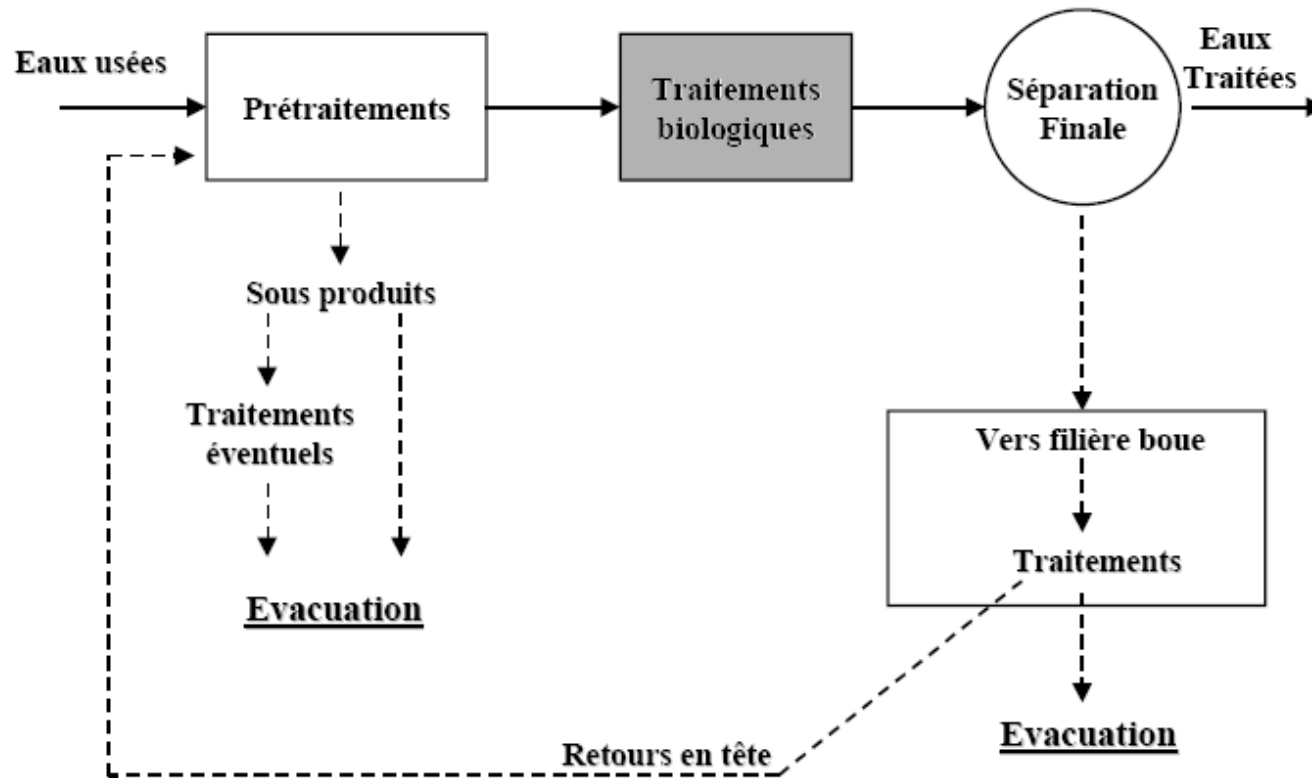 Eaux usées
Prétraitements
Traitements
biologiques
Séparation
Finale
Eaux
Traitées
Sous produits
Traitements
éventuels
Evacuation
Vers filière boue
Traitements
Evacuation
Retours en tête